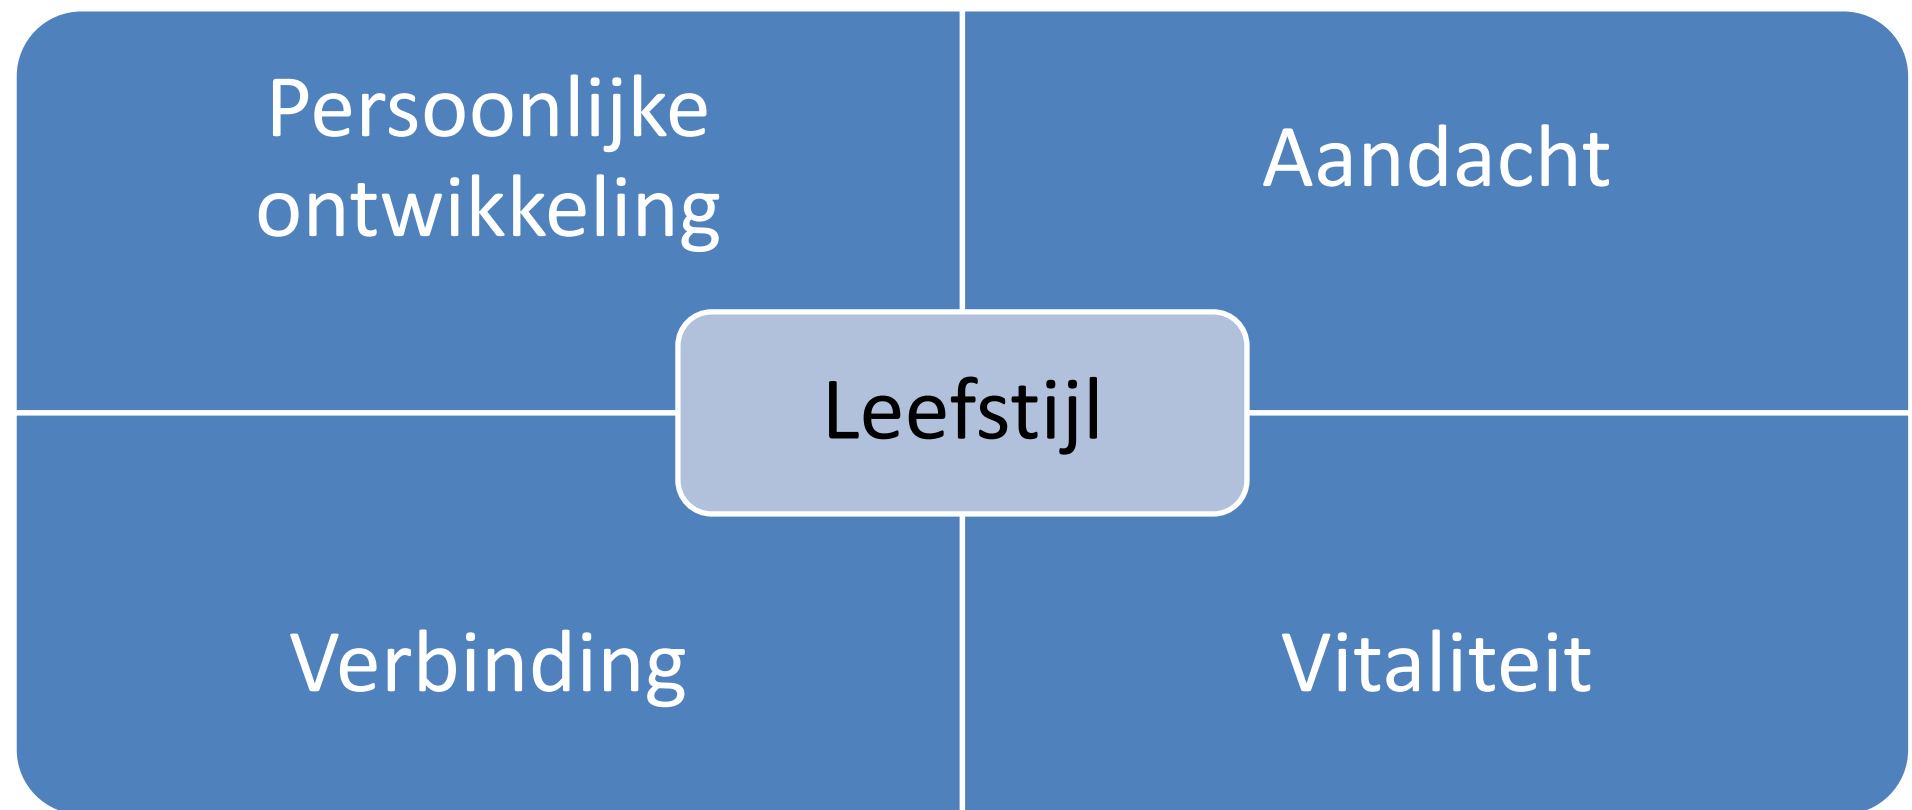 Persoonlijke
ontwikkeling
Aandacht
Leefstijl
Verbinding
Vitaliteit